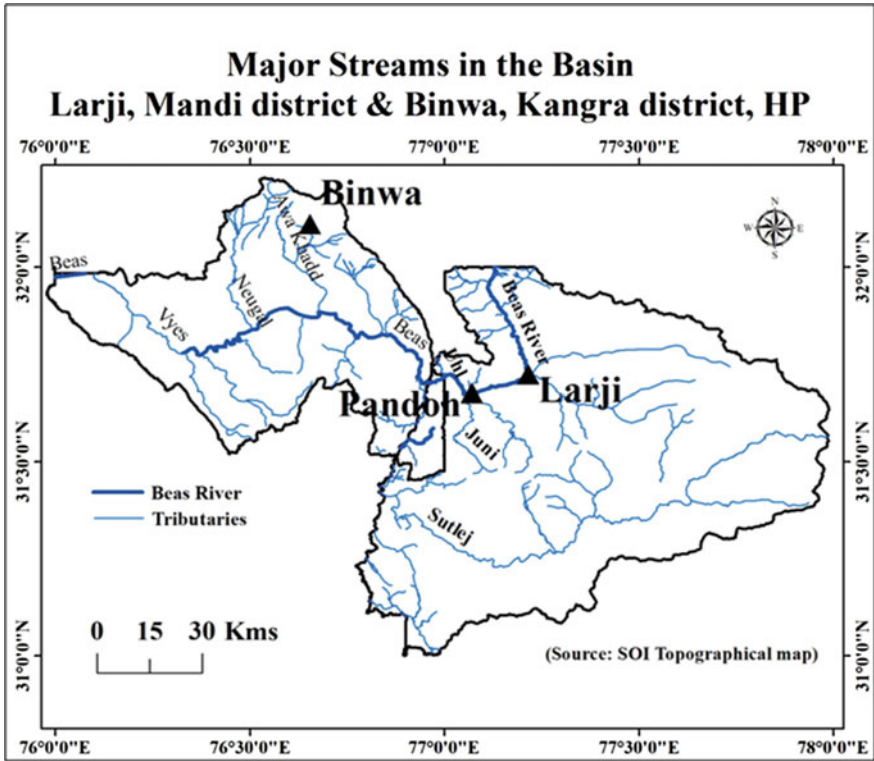 Major Streams in the Basin
Larji, Mandi district & Binwa, Kangra district, HP
76°0'0"E 76°30'0"E 77°0'0"E 77°30'0"E 78°0'0"E
Binwa
N
W E
S
Awa Khadd
32°0'0"N 32°0'0"N
Beas
Neugal
Vyes
Beas
Uhl
Beas River
Pandoh
Larji
Juni
31°30'0"N 31°30'0"N
Beas River
Tributaries
Sutlej
0 15 30 Kms
(Source: SOI Topographical map)
31°0'0"N 31°0'0"N
76°0'0"E 76°30'0"E 77°0'0"E 77°30'0"E 78°0'0"E